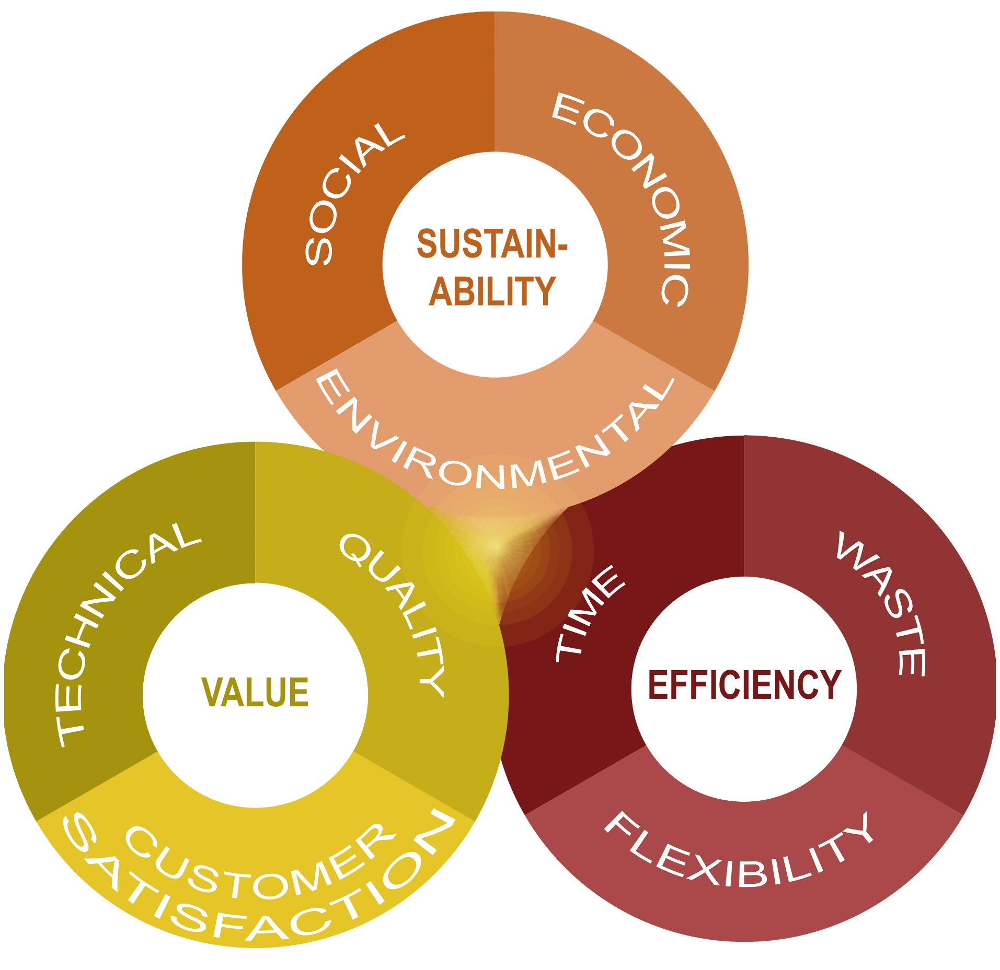 SOCIAL
ECONOMIC
SUSTAIN-
ABILITY
ENVIRONMENTAL
TECHNICAL
QUALITY
VALUE
CUSTOMER
SATISFACTION
TIME
WASTE
EFFICIENCY
FLEXIBILITY